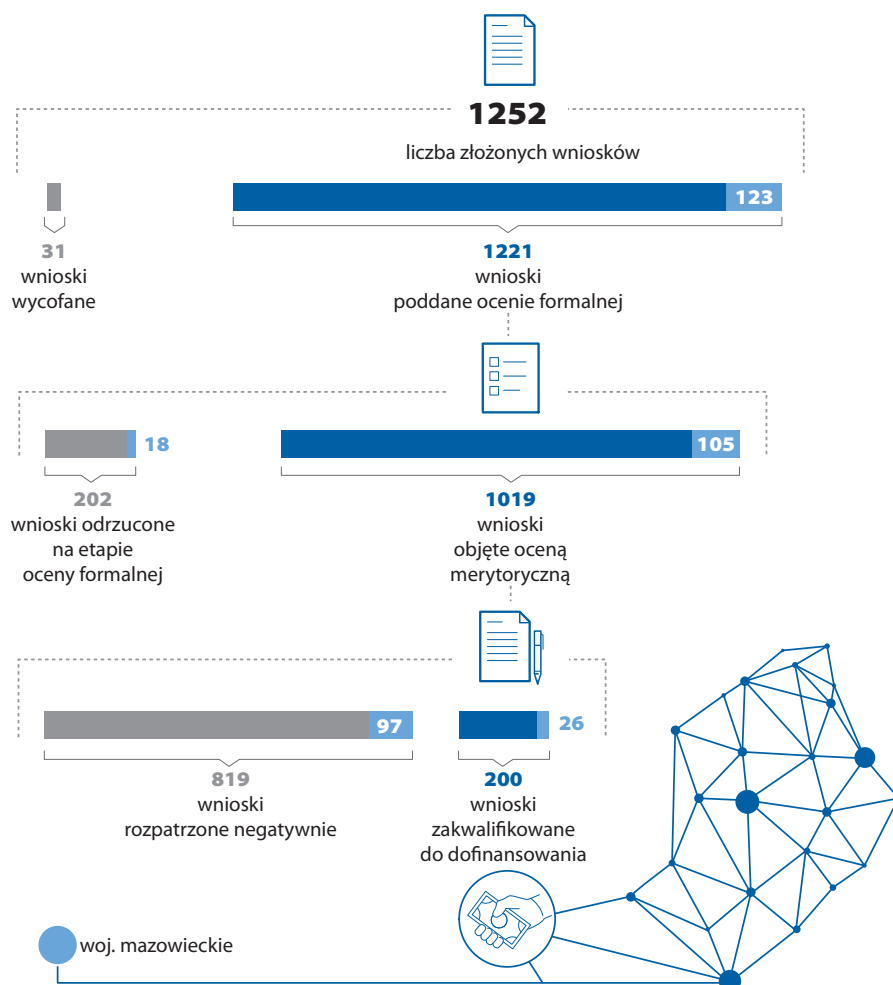 1252
liczba złożonych wniosków
123
31
wnioski
wycofane
1221
wnioski
poddane ocenie formalnej
18
105
202
wnioski odrzucone
na etapie
oceny formalnej
1019
wnioski
objęte oceną
merytoryczną
97
26
819
wnioski
rozpatrzone negatywnie
200
wnioski
zakwalifikowane
do dofinansowania
woj. mazowieckie